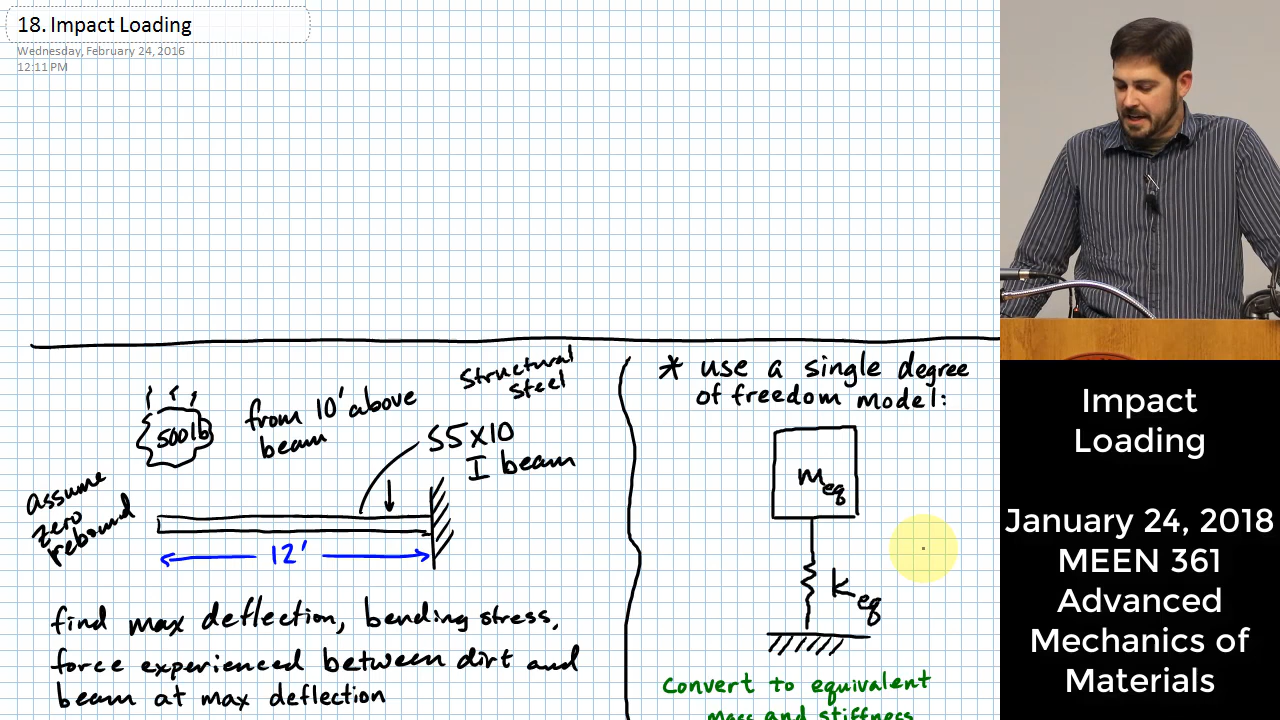 18. Impact Loading
Wednesday, February 24, 2016
12:11 PM
structural
steel
500lb
from 10' above
beam
S5x10
I beam
assume
zero
rebound
12'
find max deflection, bending stress,
force experienced between dirt and
beam at max deflection
* use a single degree
of freedom model:
meq
keq
Convert to equivalent
mass and stiffness
Impact
Loading
January 24, 2018
MEEN 361
Advanced
Mechanics of
Materials